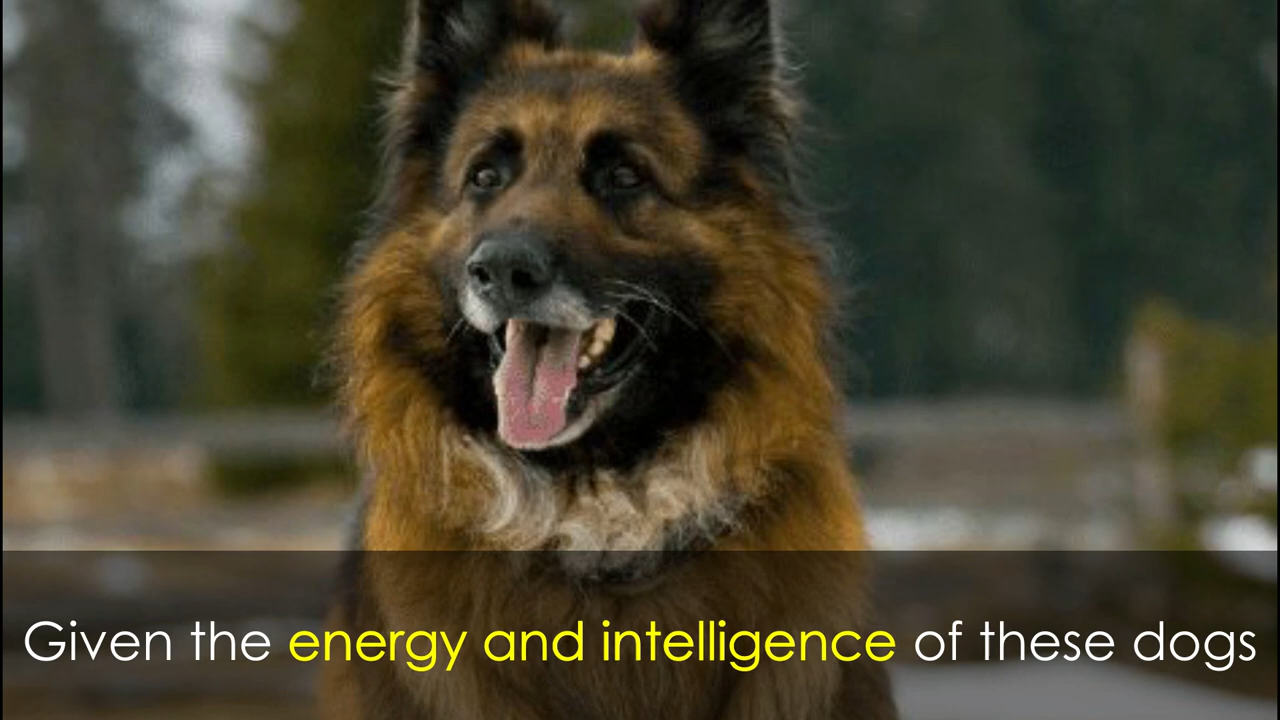 Given the energy and intelligence of these dogs